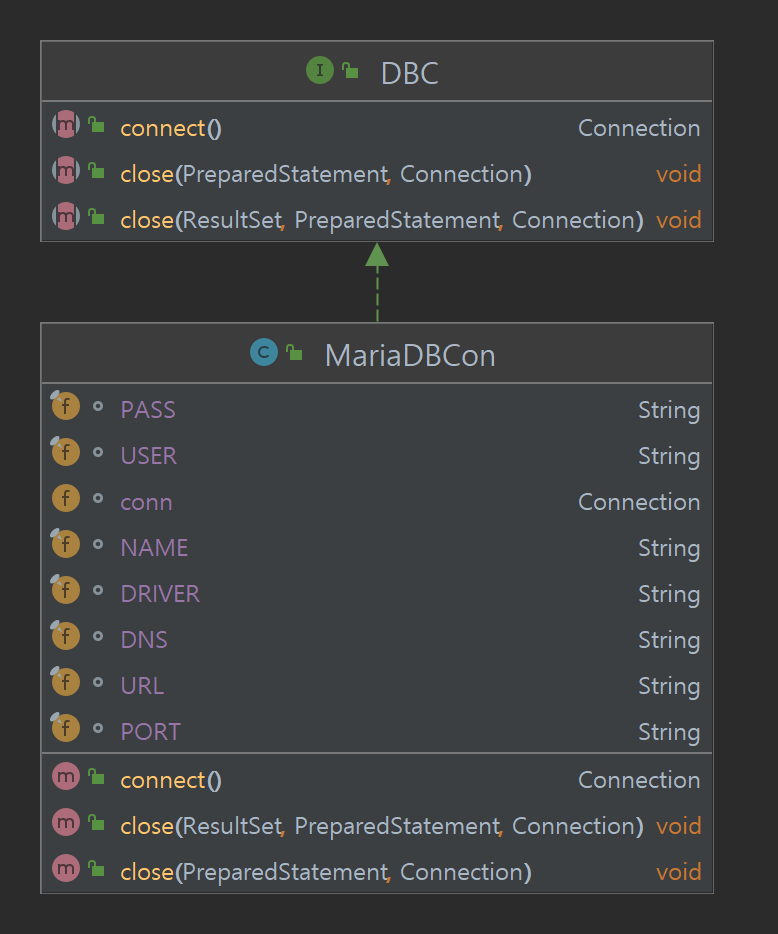 I DBC
m connect() Connection
m close(PreparedStatement, Connection) void
m close(ResultSet, PreparedStatement, Connection) void
C MariaDBCon
f PASS String
f USER String
f conn Connection
f NAME String
f DRIVER String
f DNS String
f URL String
f PORT String
m connect() Connection
m close(ResultSet, PreparedStatement, Connection) void
m close(PreparedStatement, Connection) void